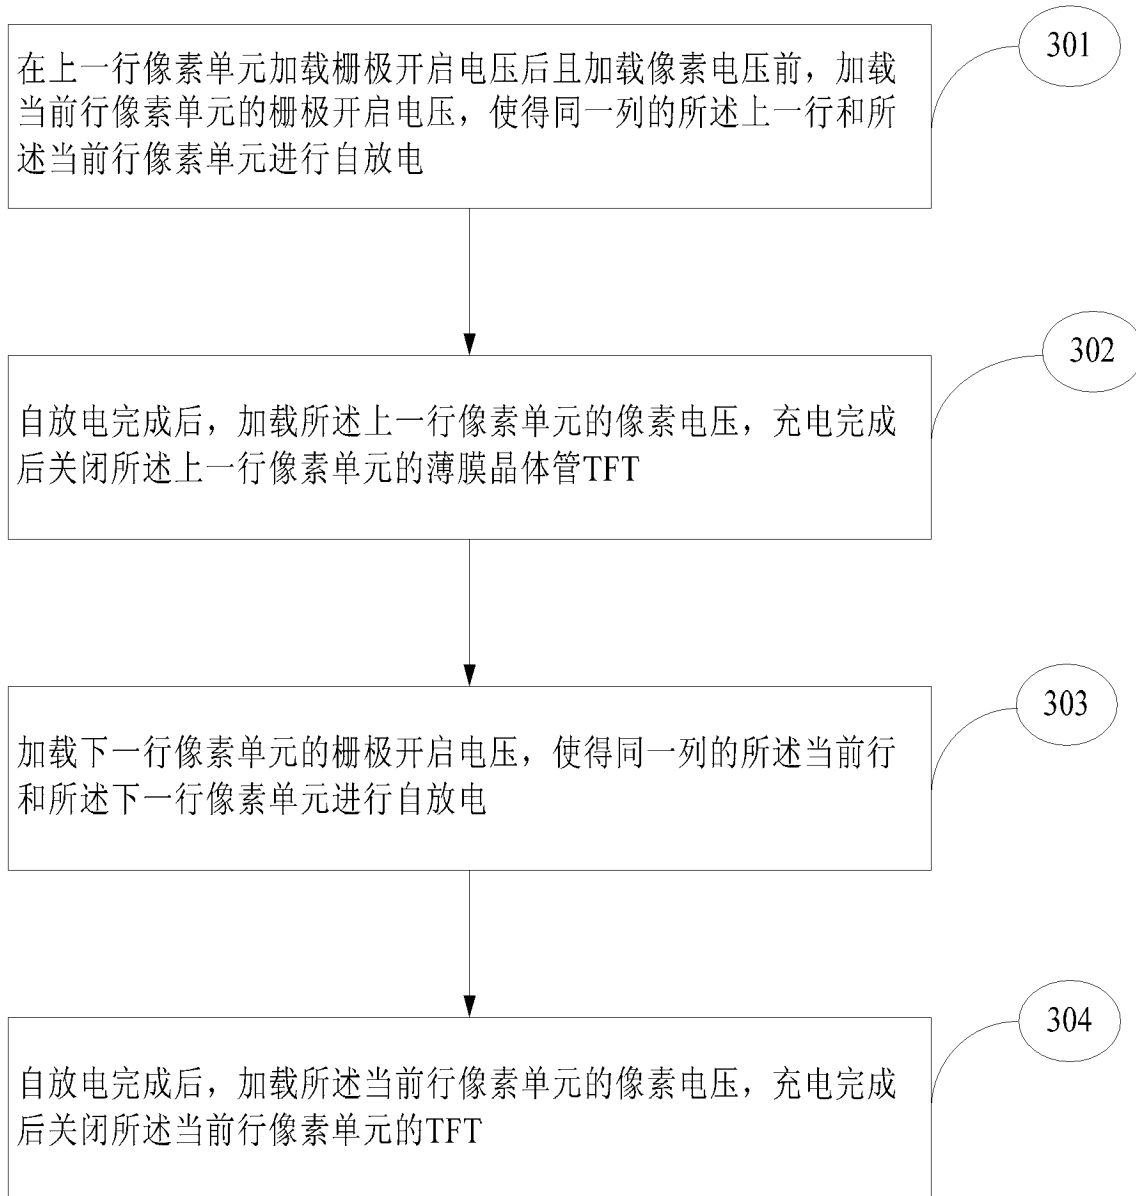 301
在上一行像素单元加载栅极开启电压后且加载像素电压前，加载
当前行像素单元的栅极开启电压，使得同一列的所述上一行和所
述当前行像素单元进行自放电
302
自放电完成后，加载所述上一行像素单元的像素电压，充电完成
后关闭所述上一行像素单元的薄膜晶体管TFT
303
加载下一行像素单元的栅极开启电压，使得同一列的所述当前行
和所述下一行像素单元进行自放电
304
自放电完成后，加载所述当前行像素单元的像素电压，充电完成
后关闭所述当前行像素单元的TFT